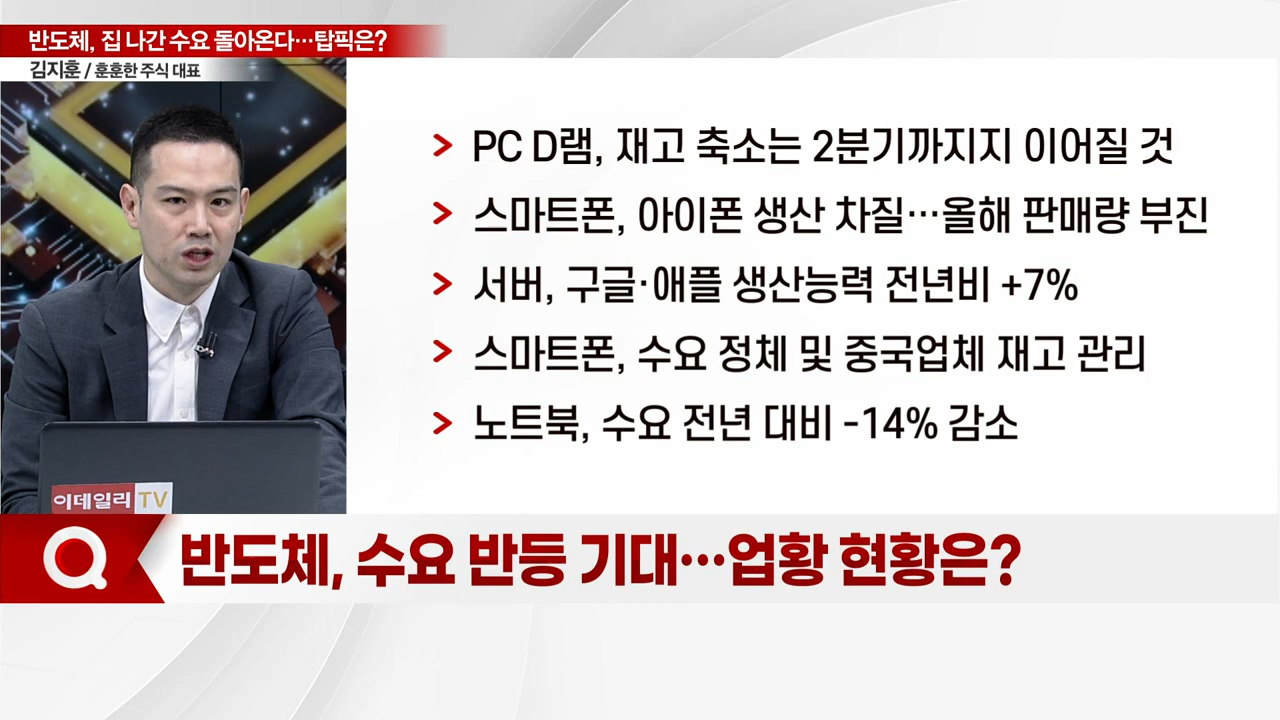 반도체, 집 나간 수요 돌아온다…탑픽은?
김지훈 / 훈훈한 주식 대표
> PC D램, 재고 축소는 2분기까지지 이어질 것
> 스마트폰, 아이폰 생산 차질…올해 판매량 부진
> 서버, 구글·애플 생산능력 전년비 +7%
> 스마트폰, 수요 정체 및 중국업체 재고 관리
> 노트북, 수요 전년 대비 -14% 감소
이데일리 TV
Q 반도체, 수요 반등 기대…업황 현황은?